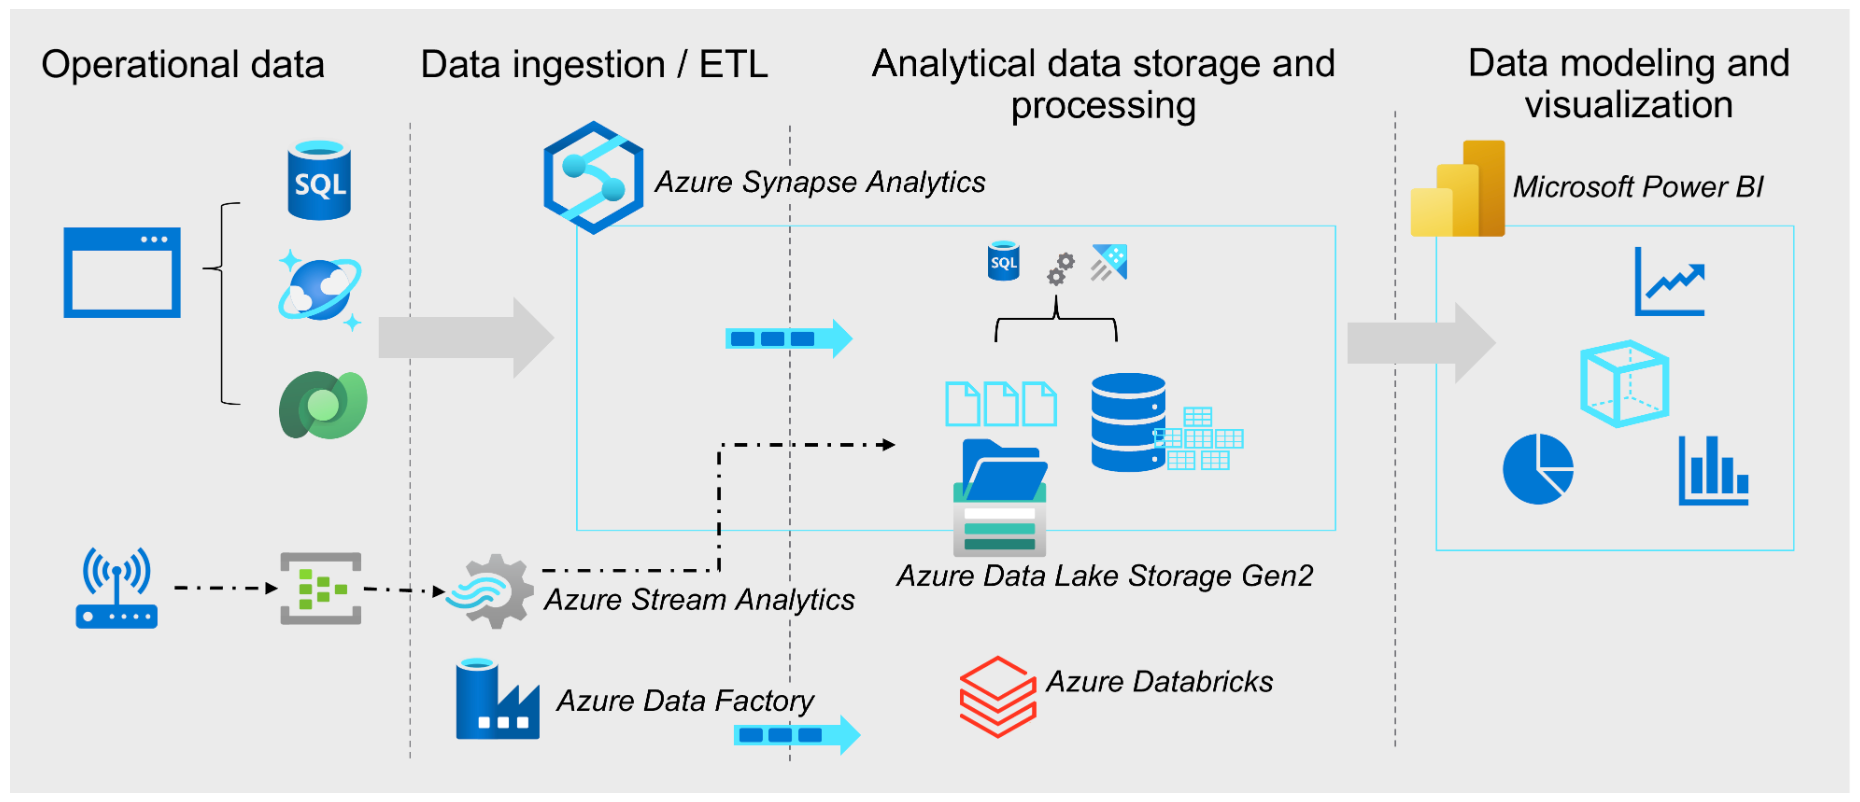 Operational data
Data ingestion / ETL
Analytical data storage and
processing
Data modeling and
visualization
SQL
Azure Synapse Analytics
Microsoft Power BI
SQL
Azure Data Lake Storage Gen2
Azure Stream Analytics
Azure Data Factory
Azure Databricks